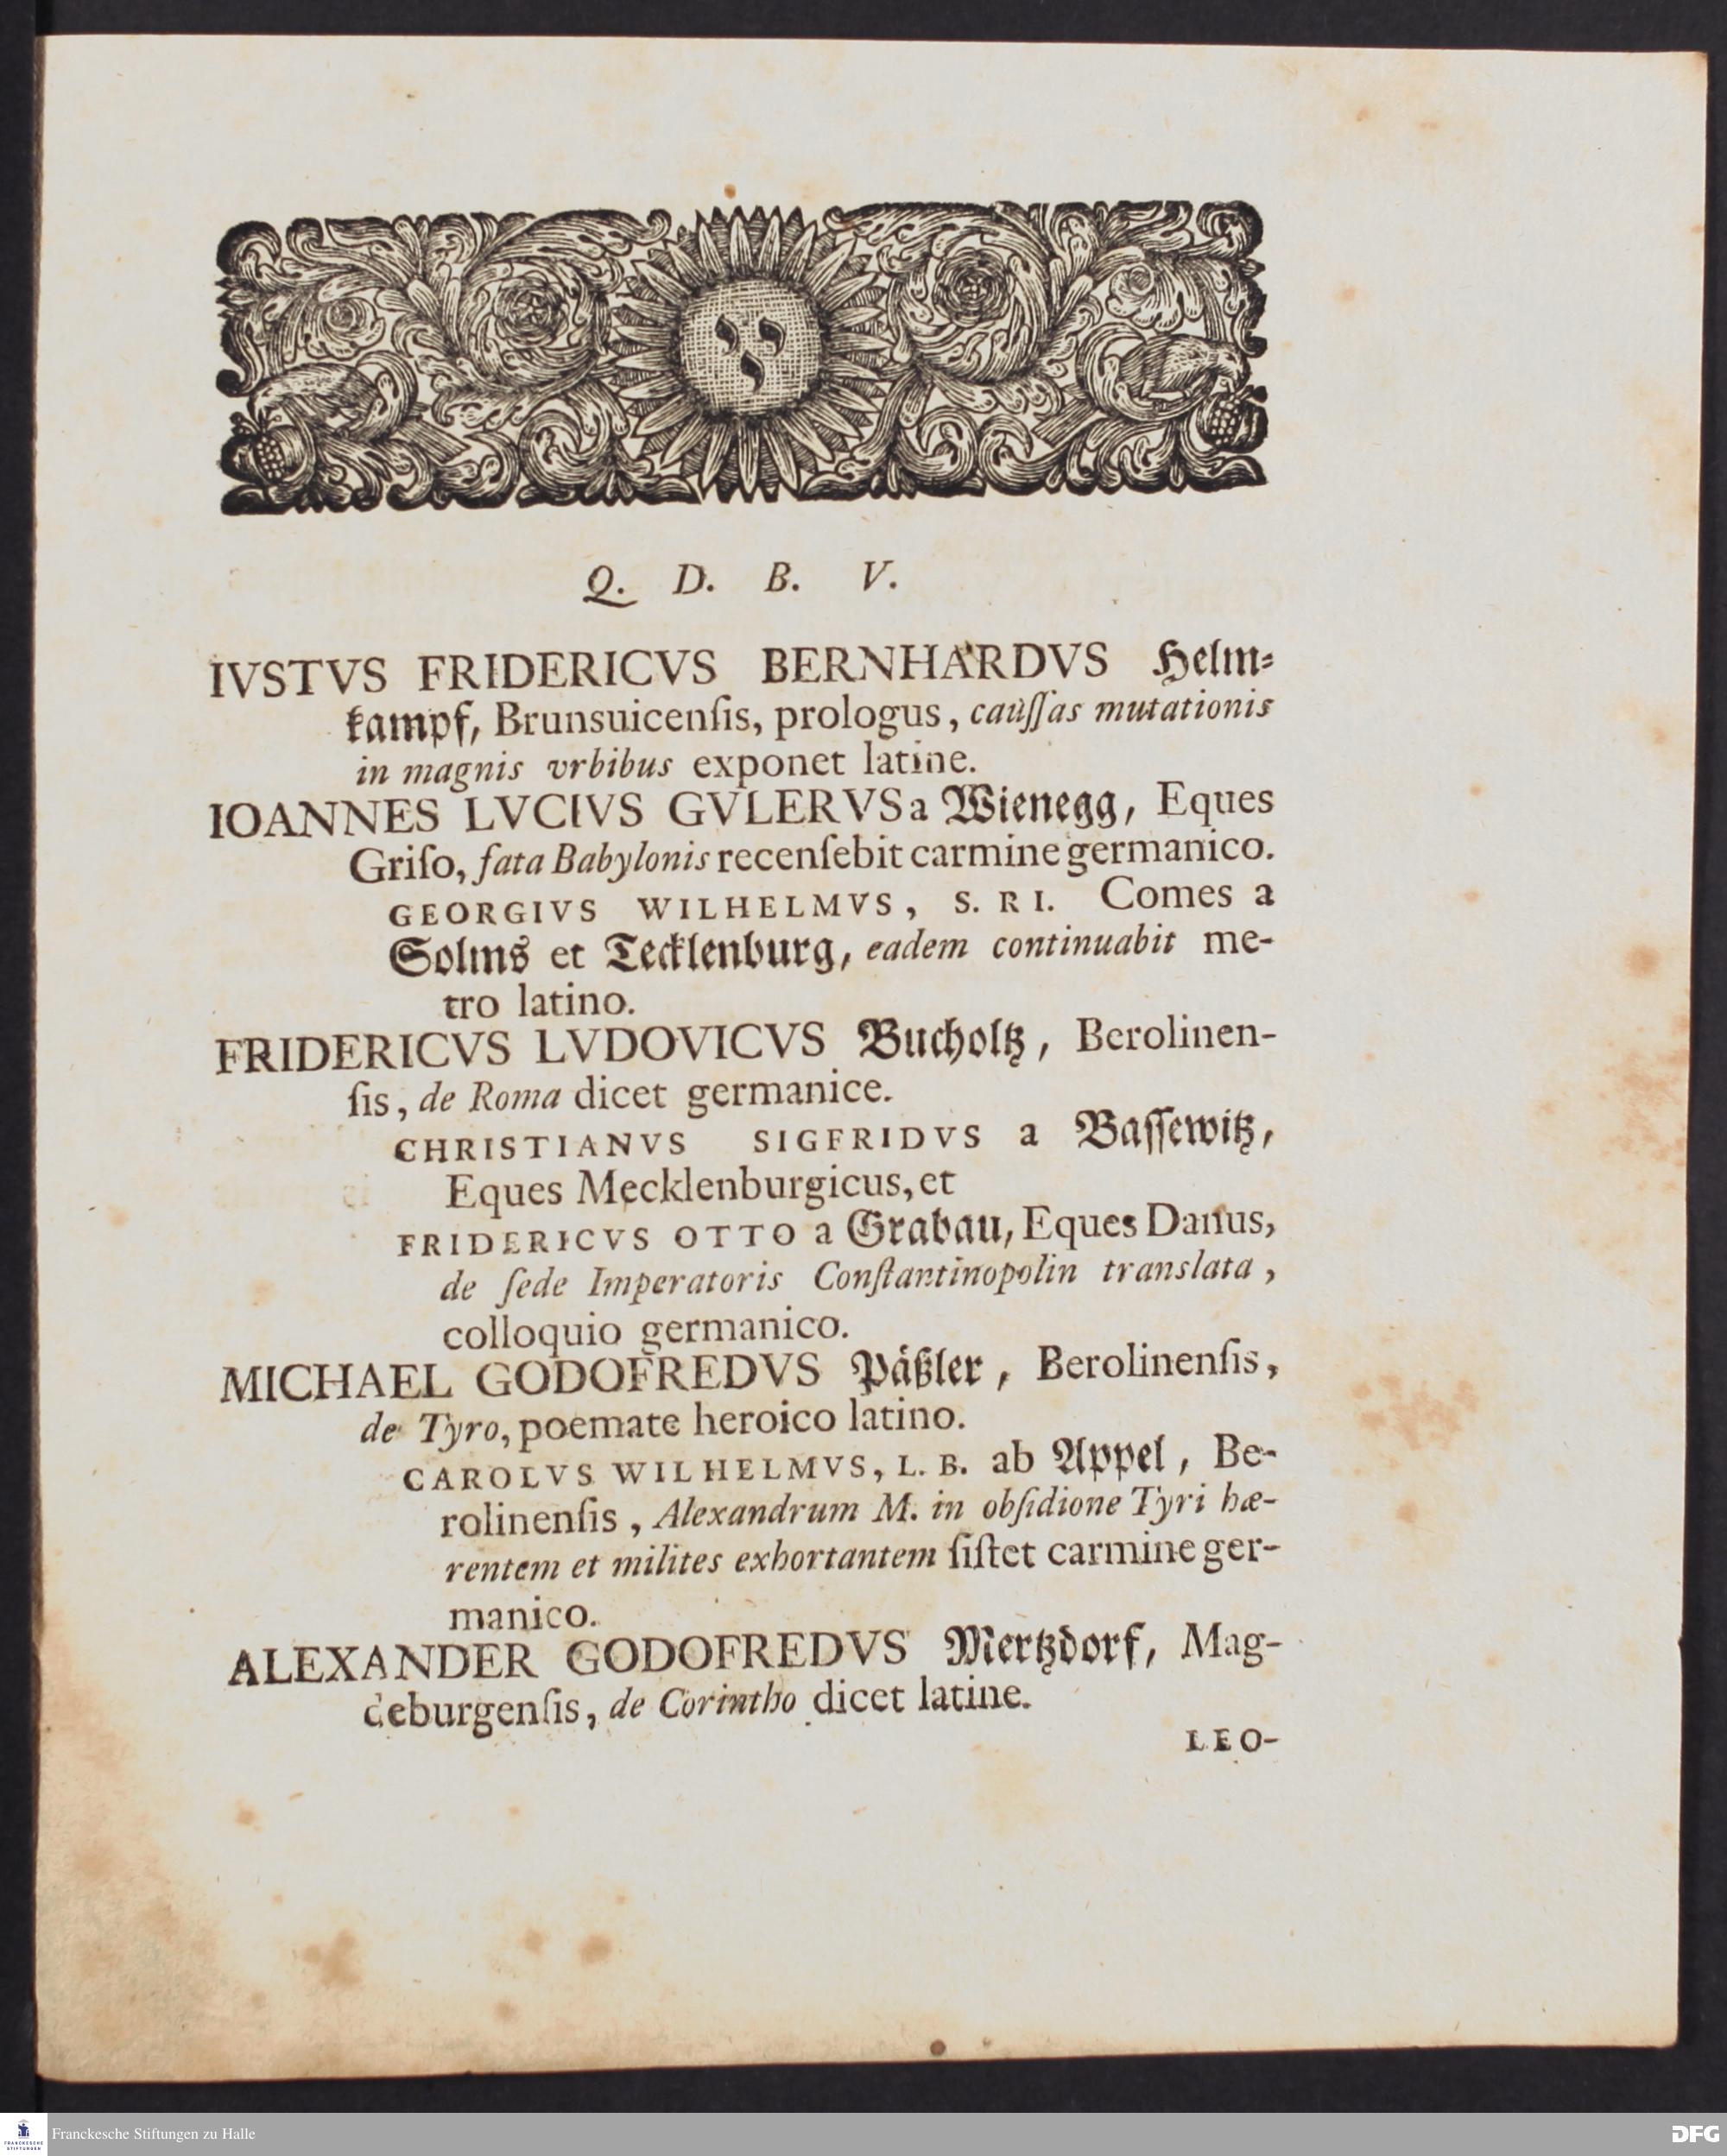 Q. D. B. V.
IVSTVS FRIDERICVS BERNHARDVS Helm-
kampf, Brunsuicenſis, prologus, cauſſas mutationis
in magnis vrbibus exponet latine.
IOANNES LVCIVS GVLERVS a Wienegg, Eques
Griſo, fata Babylonis recenſebit carmine germanico.
GEORGIVS WILHELMVS, S. R I. Comes a
Solms et Tecklenburg, eadem continuabit me-
tro latino.
FRIDERICVS LVDOVICVS Bucholtz, Berolinen-
ſis, de Roma dicet germanice.
CHRISTIANVS SIGFRIDVS a Baſſewitz,
Eques Mecklenburgicus, et
FRIDERICVS OTTO a Grabau, Eques Danus,
de ſede Imperatoris Conſtantinopolin translata,
colloquio germanico.
MICHAEL GODOFREDVS Päßler, Berolinenſis,
de Tyro, poemate heroico latino.
CAROLVS WILHELMVS, L. B. ab Appel, Be-
rolinenſis, Alexandrum M. in obſidione Tyri hæ-
rentem et milites exhortantem ſiſtet carmine ger-
manico.
ALEXANDER GODOFREDVS Mertzdorf, Mag-
deburgenſis, de Corintho dicet latine.
LEO-
FRANCKESCHE
STIFTUNGEN
Franckesche Stiftungen zu Halle
DFG